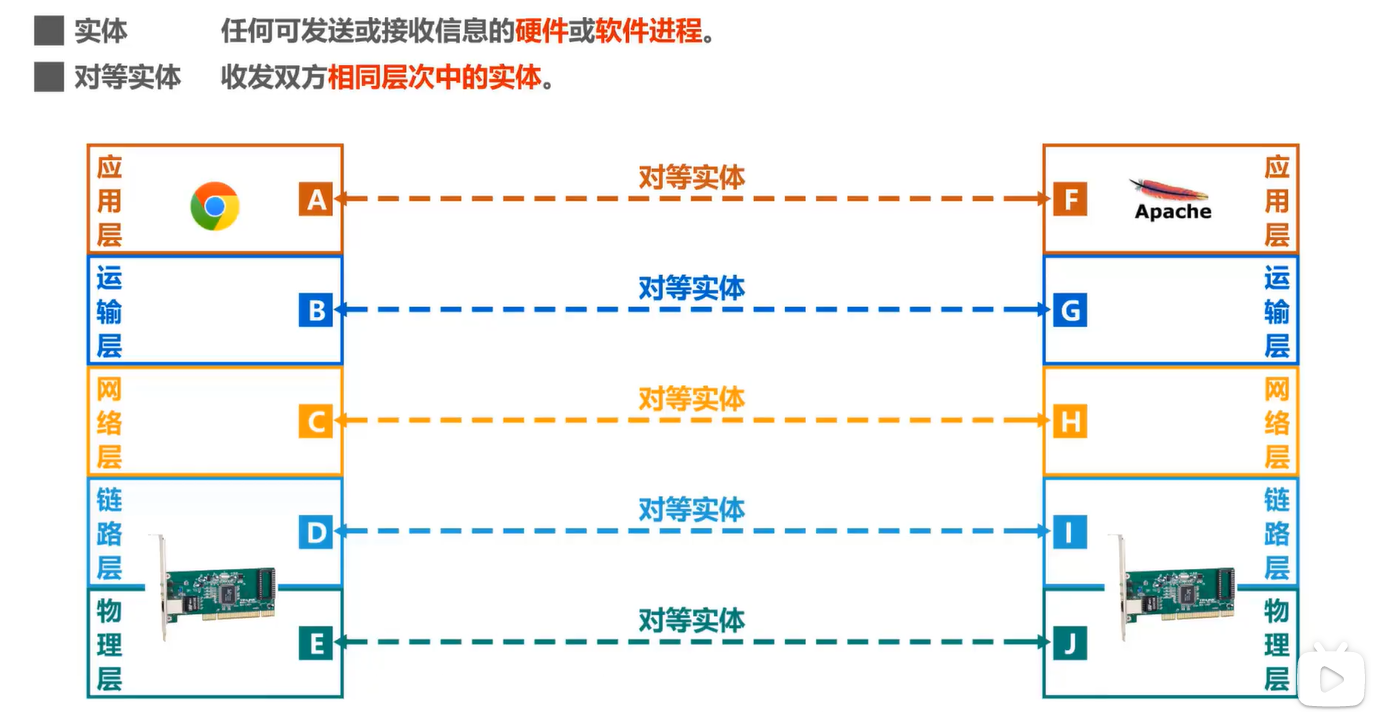 实体 任何可发送或接收信息的硬件或软件进程。
对等实体 收发双方相同层次中的实体。
应用层 A 对等实体 F Apache 应用层
运输层 B 对等实体 G 运输层
网络层 C 对等实体 H 网络层
链路层 D 对等实体 I 链路层
物理层 E 对等实体 J 物理层